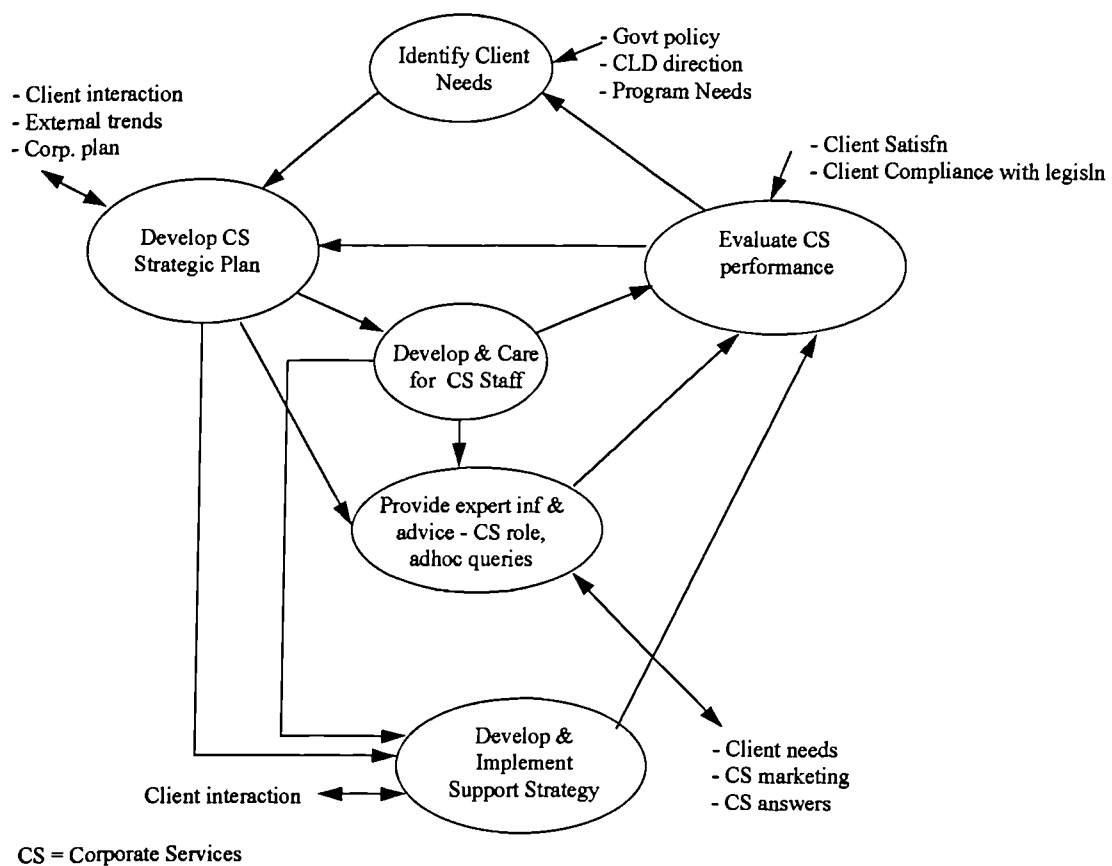 Identify Client
Needs
- Govt policy
- CLD direction
- Program Needs
- Client interaction
- External trends
- Corp. plan
- Client Satisfn
- Client Compliance with legisln
Develop CS
Strategic Plan
Evaluate CS
performance
Develop & Care
for CS Staff
Provide expert inf &
advice - CS role,
adhoc queries
Develop &
Implement
Support Strategy
- Client needs
- CS marketing
- CS answers
Client interaction
CS = Corporate Services